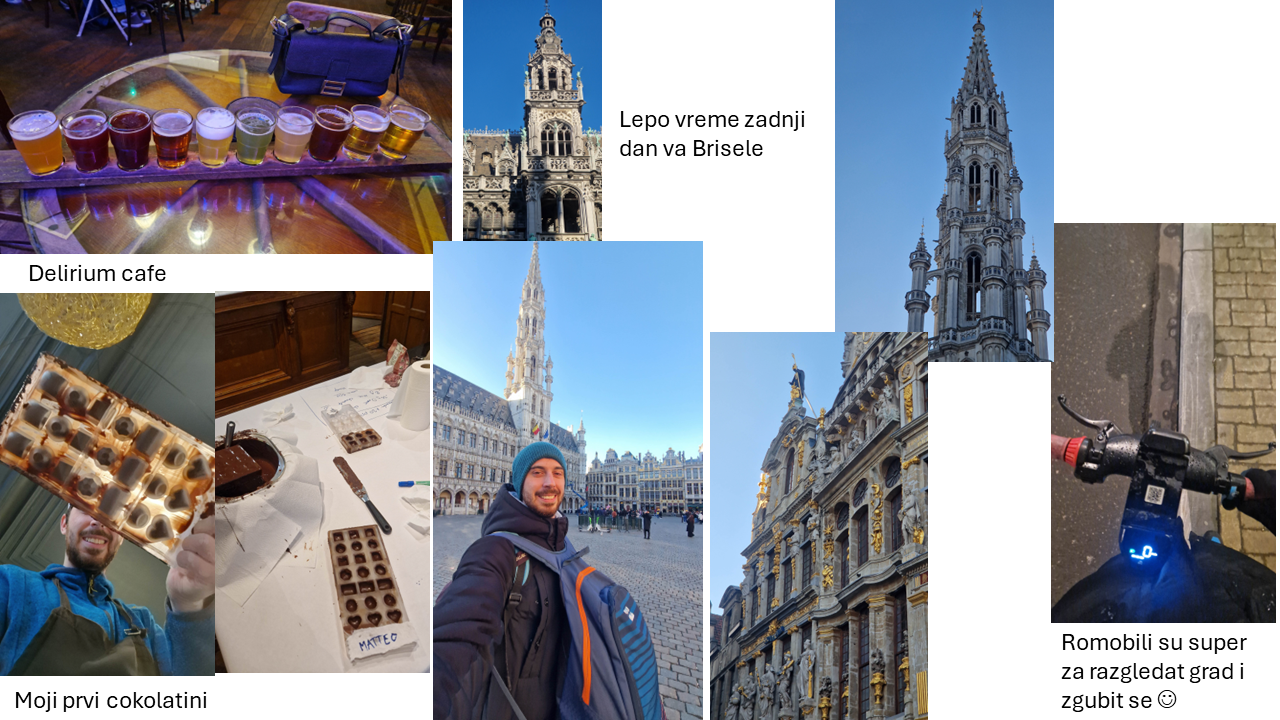 Lepo vreme zadnji
dan va Brisele
Delirium cafe
MATTEO
Romobili su super
za razgledat grad i
zgubit se ☺
Moji prvi cokolatini